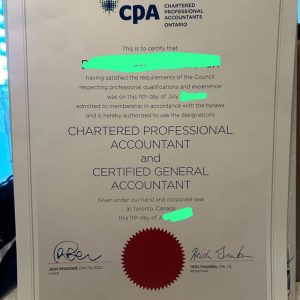 CPA
CHARTERED
PROFESSIONAL
ACCOUNTANTS
ONTARIO
This is to certify that
having satisfied the requirements of the Council
respecting professional qualifications and experience
was on this 11th day of July
admitted to membership in accordance with the bylaws
and is hereby authorized to use the designations
CHARTERED PROFESSIONAL
ACCOUNTANT
and
CERTIFIED GENERAL
ACCOUNTANT
Given under our hand and corporate seal
at Toronto, Canada
this 11th day of
CHAIR